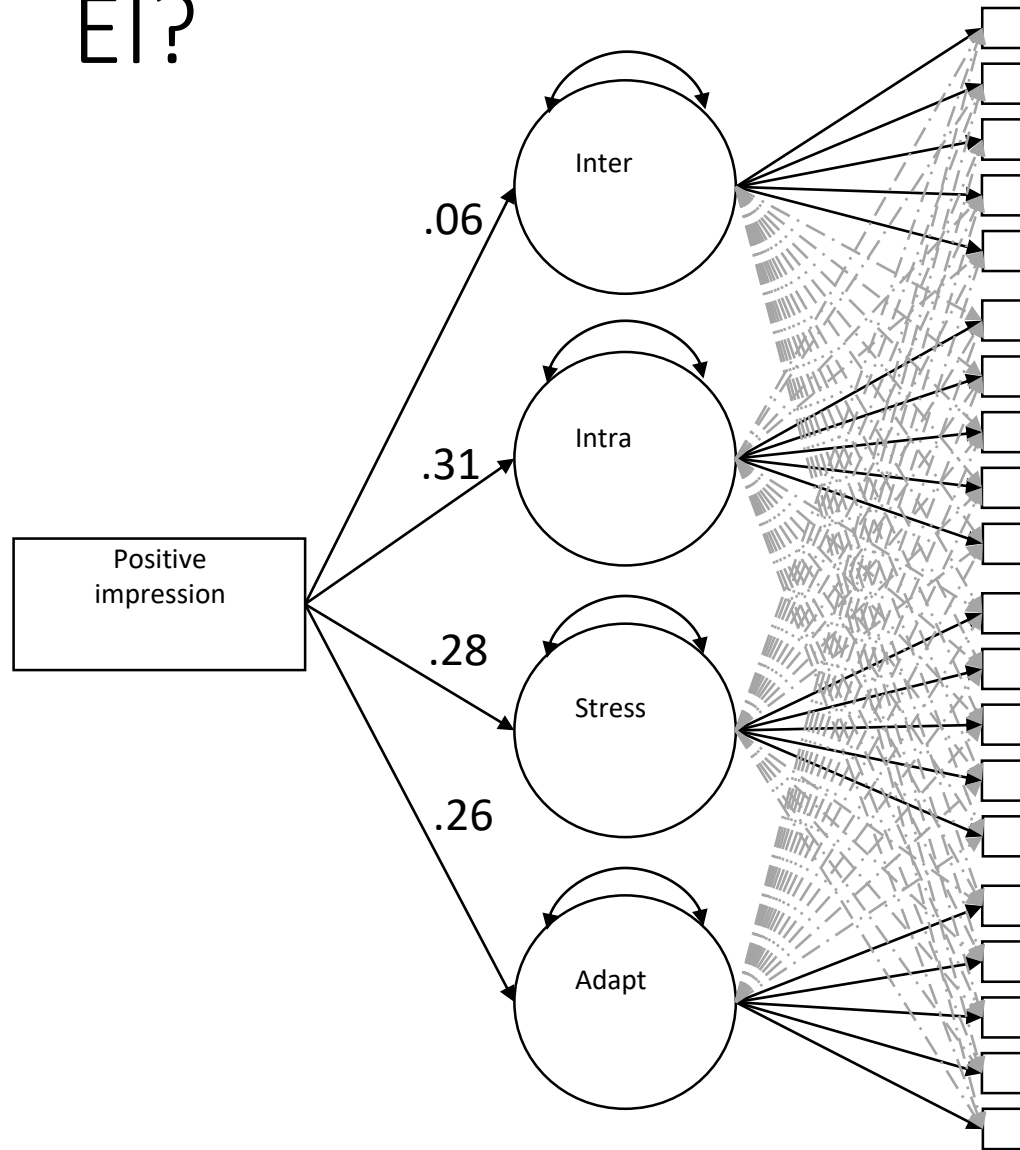 EI?
Inter
.06
Intra
.31
Positive
impression
.28
Stress
.26
Adapt